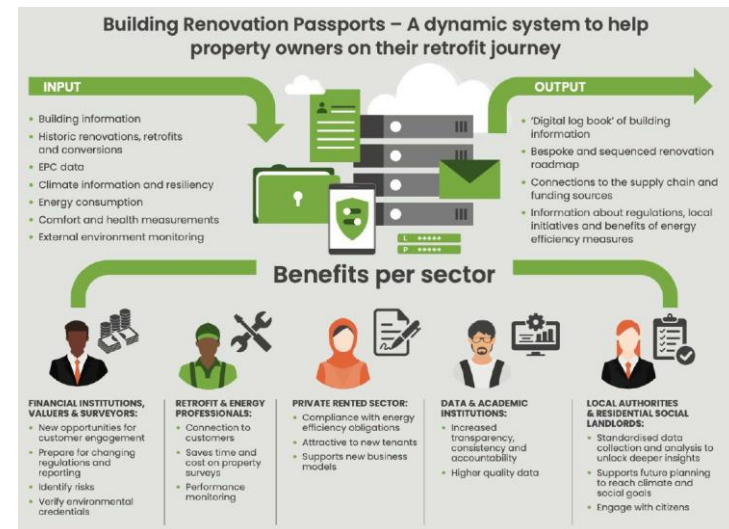 Building Renovation Passports – A dynamic system to help
property owners on their retrofit journey
INPUT
• Building information
• Historic renovations, retrofits
and conversions
• EPC data
• Climate information and resiliency
• Energy consumption
• Comfort and health measurements
• External environment monitoring
OUTPUT
• ‘Digital log book’ of building
information
• Bespoke and sequenced renovation
roadmap
• Connections to the supply chain and
funding sources
• Information about regulations, local
initiatives and benefits of energy
efficiency measures
L *****
P *****
Benefits per sector
FINANCIAL INSTITUTIONS,
VALUERS & SURVEYORS:
• New opportunities for
customer engagement
• Prepare for changing
regulations and
reporting
• Identify risks
• Verify environmental
credentials
RETROFIT & ENERGY
PROFESSIONALS:
• Connection to
customers
• Saves time and
cost on property
surveys
• Performance
monitoring
PRIVATE RENTED SECTOR:
• Compliance with energy
efficiency obligations
• Attractive to new tenants
• Supports new business
models
DATA & ACADEMIC
INSTITUTIONS:
• Increased
transparency,
consistency and
accountability
• Higher quality data
LOCAL AUTHORITIES
& RESIDENTIAL SOCIAL
LANDLORDS:
• Standardised data
collection and analysis to
unlock deeper insights
• Supports future planning
to reach climate and
social goals
• Engage with citizens